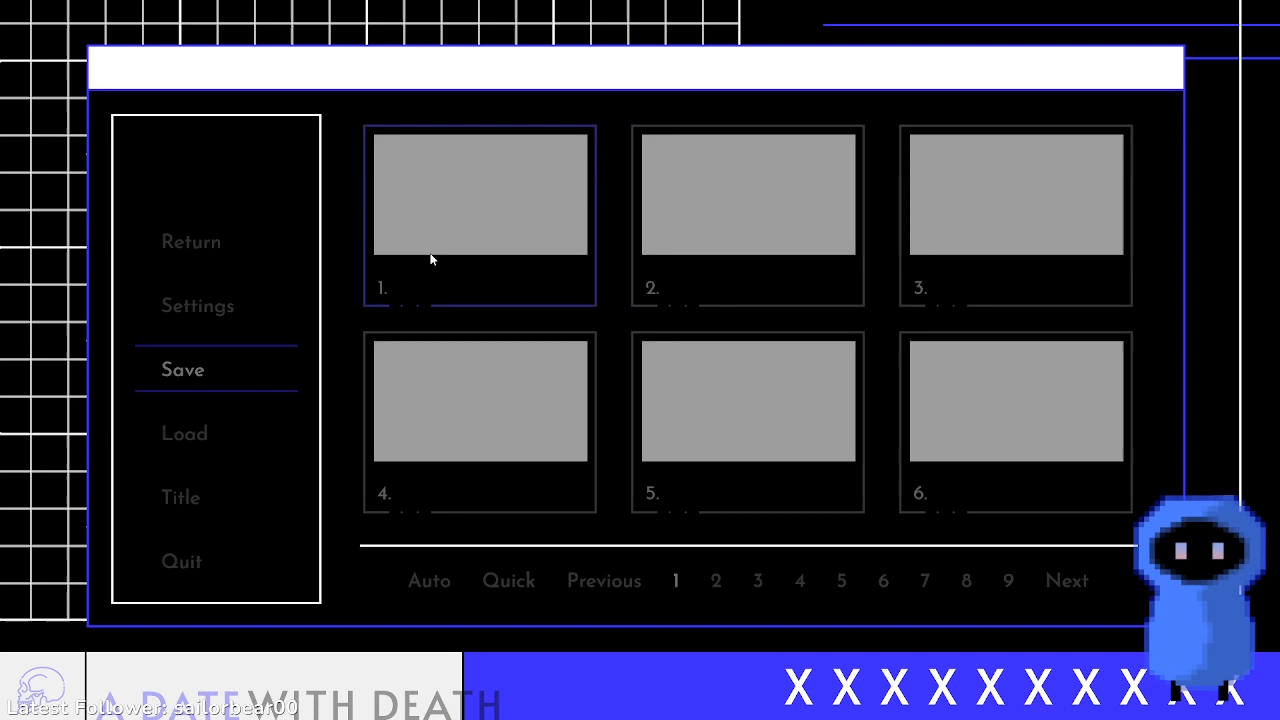 Return
Settings
Save
Load
Title
Quit
1.
2.
3.
4.
5.
6.
Auto Quick Previous 1 2 3 4 5 6 7 8 9 Next
A DATE WITH DEATH
X X X X X X X X X X
Latest Follower: sailorbear00